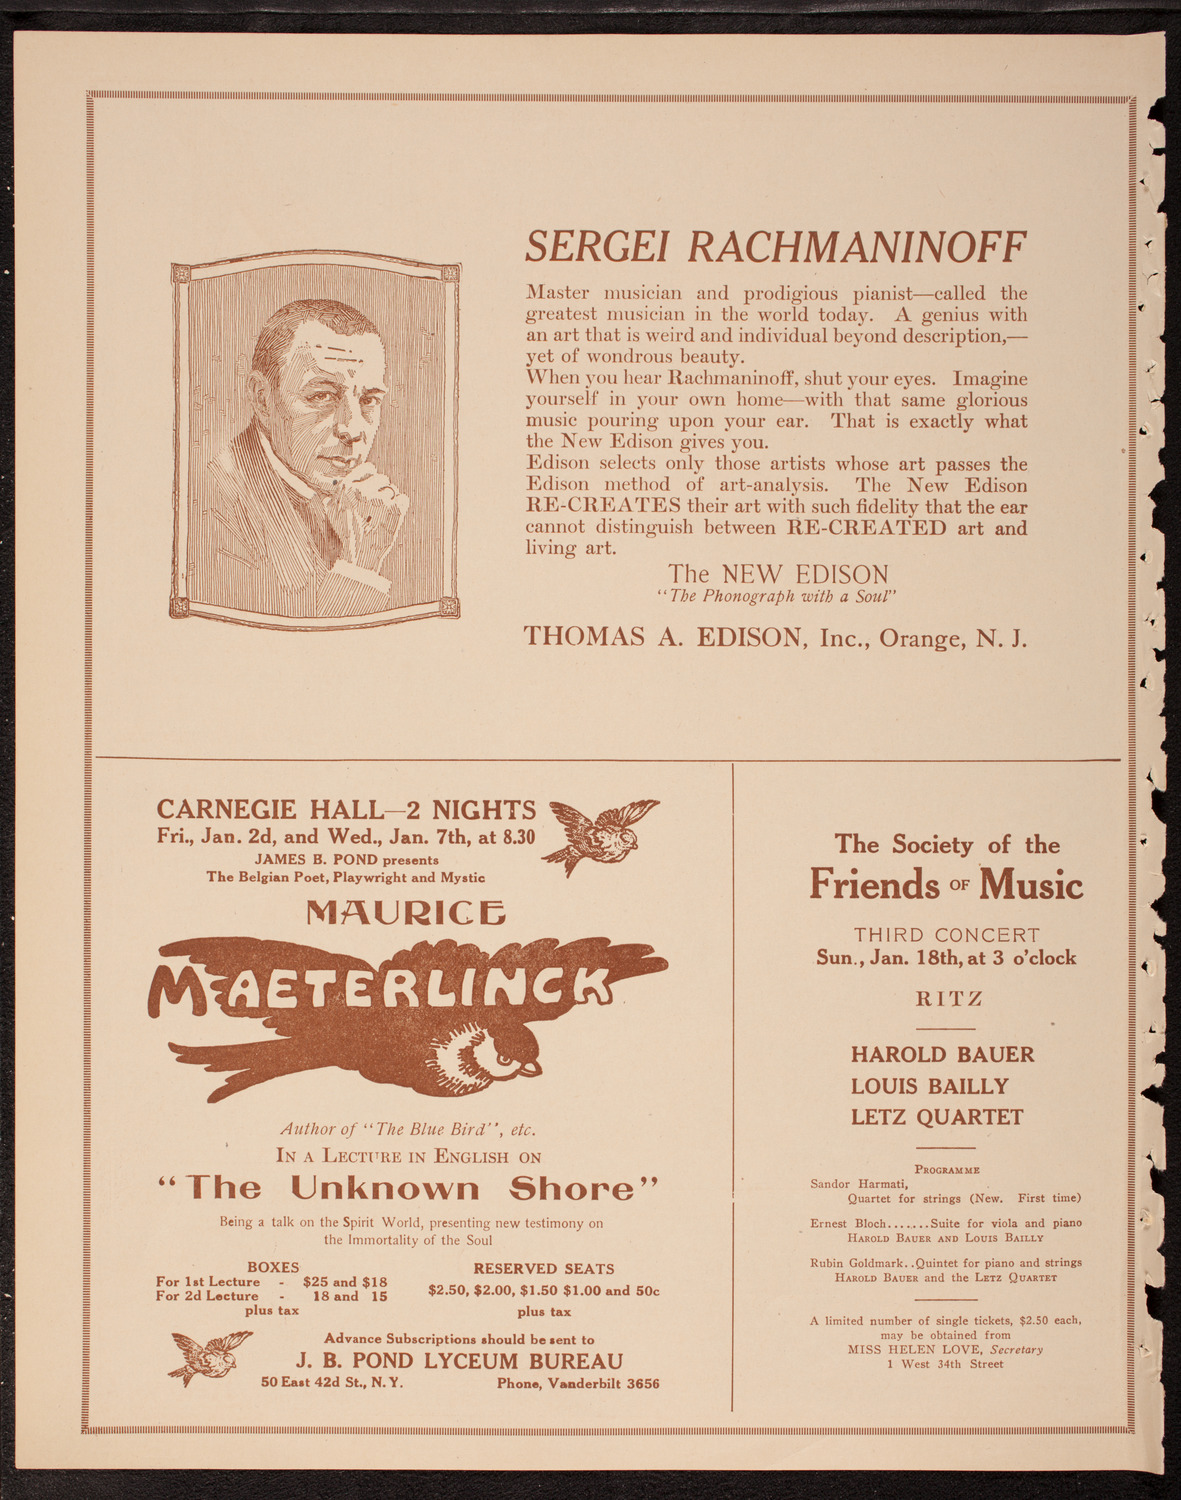 SERGEI RACHMANINOFF
Master musician and prodigious pianist—called the
greatest musician in the world today. A genius with
an art that is weird and individual beyond description,—
yet of wondrous beauty.
When you hear Rachmaninoff, shut your eyes. Imagine
yourself in your own home—with that same glorious
music pouring upon your ear. That is exactly what
the New Edison gives you.
Edison selects only those artists whose art passes the
Edison method of art-analysis. The New Edison
RE-CREATES their art with such fidelity that the ear
cannot distinguish between RE-CREATED art and
living art.
The NEW EDISON
"The Phonograph with a Soul"
THOMAS A. EDISON, Inc., Orange, N. J.
CARNEGIE HALL—2 NIGHTS
Fri., Jan. 2d, and Wed., Jan. 7th, at 8.30
JAMES B. POND presents
The Belgian Poet, Playwright and Mystic
MAURICE
MAETERLINCK
Author of "The Blue Bird", etc.
IN A LECTURE IN ENGLISH ON
"The Unknown Shore"
Being a talk on the Spirit World, presenting new testimony on
the Immortality of the Soul
BOXES
For 1st Lecture - $25 and $18
For 2d Lecture - 18 and 15
plus tax
RESERVED SEATS
$2.50, $2.00, $1.50 $1.00 and 50c
plus tax
Advance Subscriptions should be sent to
J. B. POND LYCEUM BUREAU
50 East 42d St., N. Y. Phone, Vanderbilt 3656
The Society of the
Friends OF Music
THIRD CONCERT
Sun., Jan. 18th, at 3 o'clock
RITZ
HAROLD BAUER
LOUIS BAILLY
LETZ QUARTET
PROGRAMME
Sandor Harmati,
Quartet for strings (New. First time)
Ernest Bloch.......Suite for viola and piano
HAROLD BAUER AND LOUIS BAILLY
Rubin Goldmark..Quintet for piano and strings
HAROLD BAUER and the LETZ QUARTET
A limited number of single tickets, $2.50 each,
may be obtained from
MISS HELEN LOVE, Secretary
1 West 34th Street